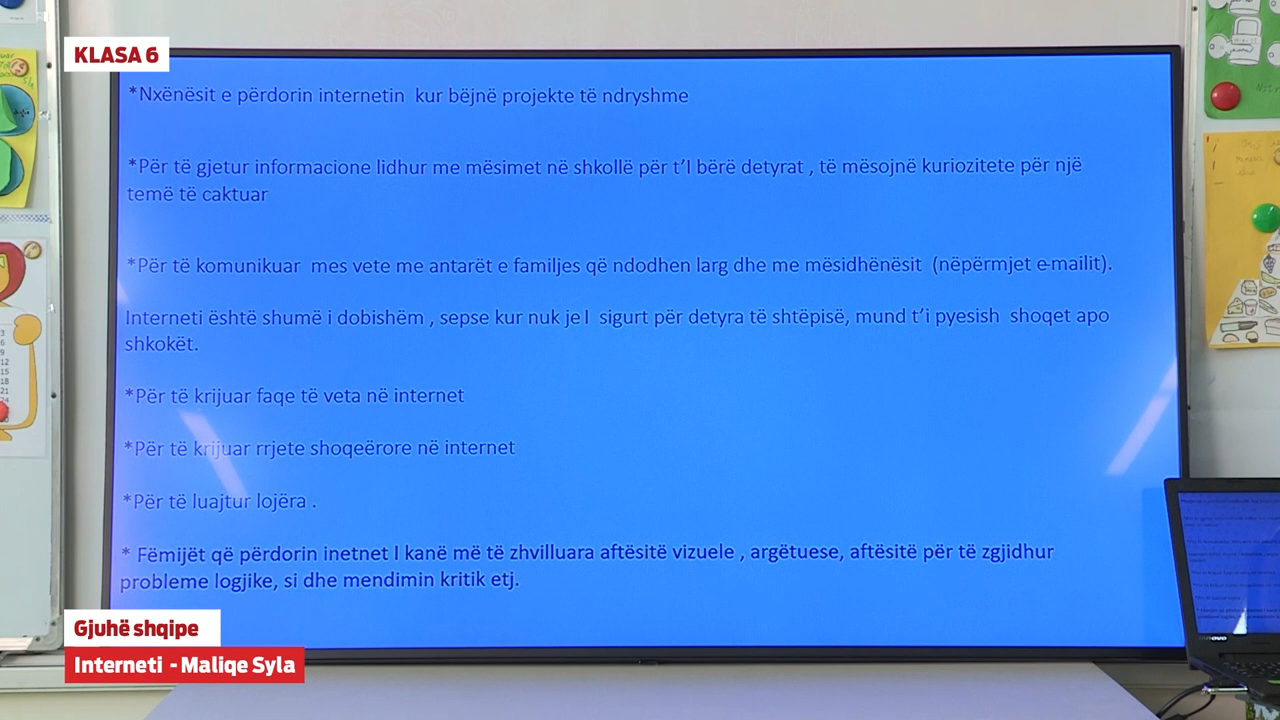 KLASA 6
*Nxënësit e përdorin internetin kur bëjnë projekte të ndryshme
*Për të gjetur informacione lidhur me mësimet në shkollë për t’I bërë detyrat , të mësojnë kuriozitete për një
temë të caktuar
*Për të komunikuar mes vete me antarët e familjes që ndodhen larg dhe me mësidhënësit (nëpërmjet e-mailit).
Interneti është shumë i dobishëm , sepse kur nuk je I sigurt për detyra të shtëpisë, mund t’i pyesish shoqet apo
shkokët.
*Për të krijuar faqe të veta në internet
*Për të krijuar rrjete shoqeërore në internet
*Për të luajtur lojëra .
* Fëmijët që përdorin inetnet I kanë më të zhvilluara aftësitë vizuele , argëtuese, aftësitë për të zgjidhur
probleme logjike, si dhe mendimin kritik etj.
Gjuhë shqipe
Interneti - Maliqe Syla